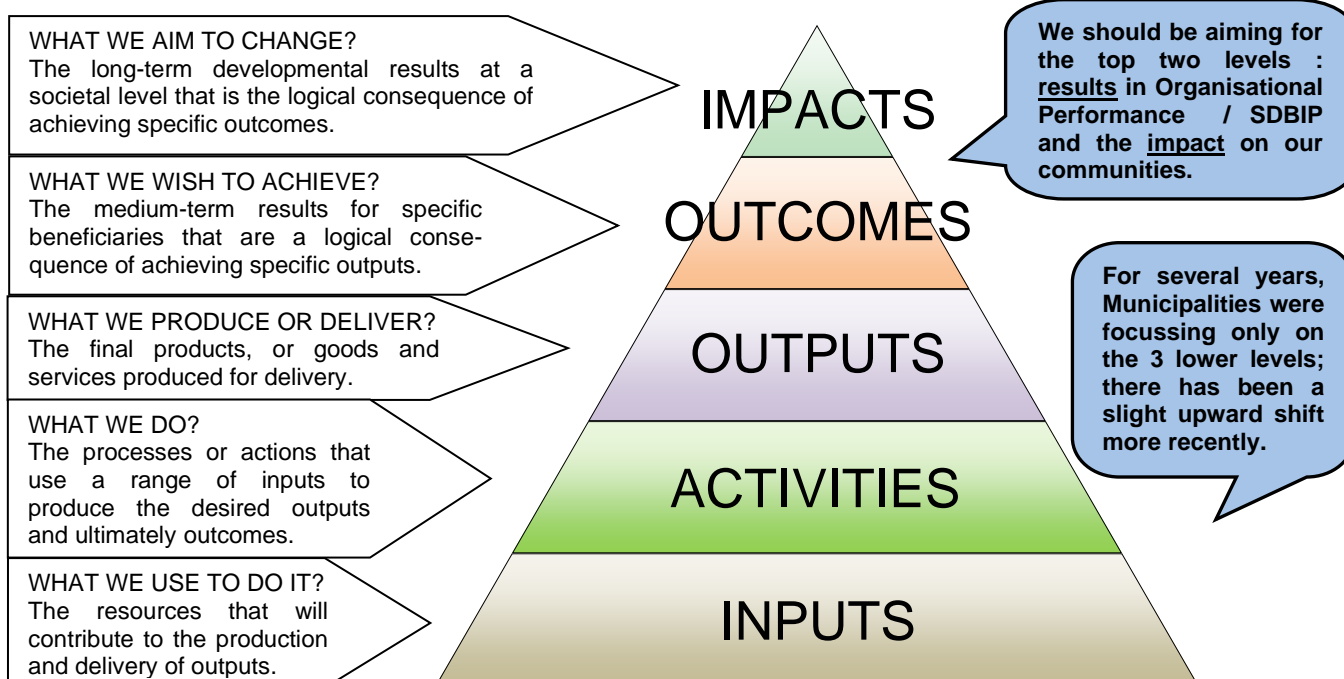 WHAT WE AIM TO CHANGE?
The long-term developmental results at a
societal level that is the logical consequence of
achieving specific outcomes.
IMPACTS
We should be aiming for
the top two levels :
results in Organisational
Performance / SDBIP
and the impact on our
communities.
WHAT WE WISH TO ACHIEVE?
The medium-term results for specific
beneficiaries that are a logical conse-
quence of achieving specific outputs.
OUTCOMES
WHAT WE PRODUCE OR DELIVER?
The final products, or goods and
services produced for delivery.
OUTPUTS
For several years,
Municipalities were
focussing only on
the 3 lower levels;
there has been a
slight upward shift
more recently.
WHAT WE DO?
The processes or actions that
use a range of inputs to
produce the desired outputs
and ultimately outcomes.
ACTIVITIES
WHAT WE USE TO DO IT?
The resources that will
contribute to the production
and delivery of outputs.
INPUTS